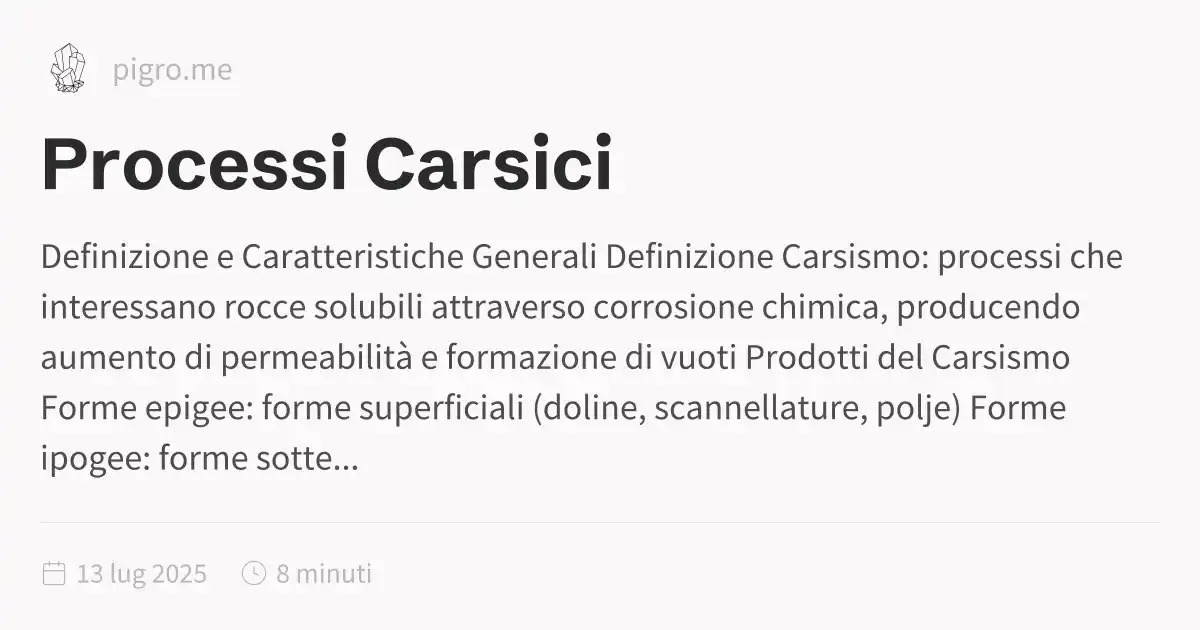 pigro.me
Processi Carsici
Definizione e Caratteristiche Generali Definizione Carsismo: processi che
interessano rocce solubili attraverso corrosione chimica, producendo
aumento di permeabilità e formazione di vuoti Prodotti del Carsismo
Forme epigee: forme superficiali (doline, scannellature, polje) Forme
ipogee: forme sotte...
13 lug 2025 8 minuti